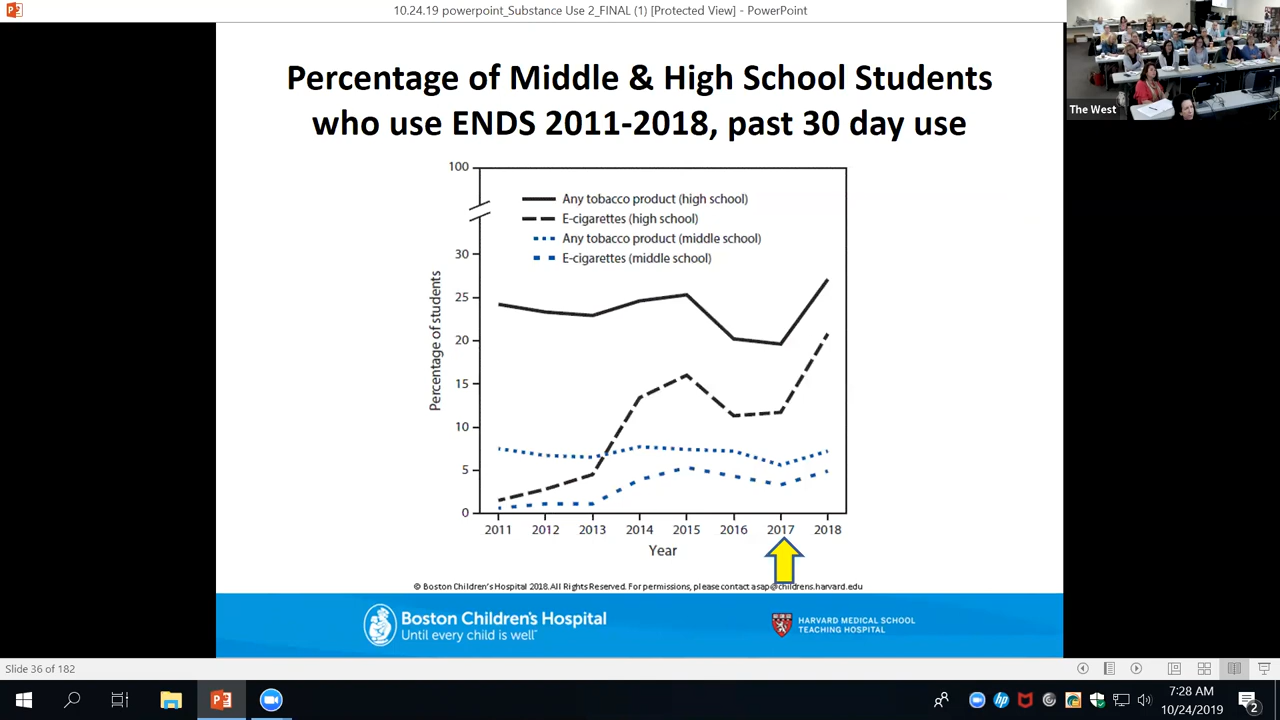 10.24.19 powerpoint_Substance Use 2_FINAL (1) [Protected View] - PowerPoint
The West
Percentage of Middle & High School Students
who use ENDS 2011-2018, past 30 day use
100
Any tobacco product (high school)
E-cigarettes (high school)
Any tobacco product (middle school)
E-cigarettes (middle school)
30
25
20
15
10
5
0
Percentage of students
2011 2012 2013 2014 2015 2016 2017 2018
Year
© Boston Children's Hospital 2018.All Rights Reserved. For permissions, please contact asap@childrens.harvard.edu
Boston Children's Hospital
Until every child is well™
HARVARD MEDICAL SCHOOL
TEACHING HOSPITAL
Slide 36 of 182
7:28 AM
10/24/2019
2